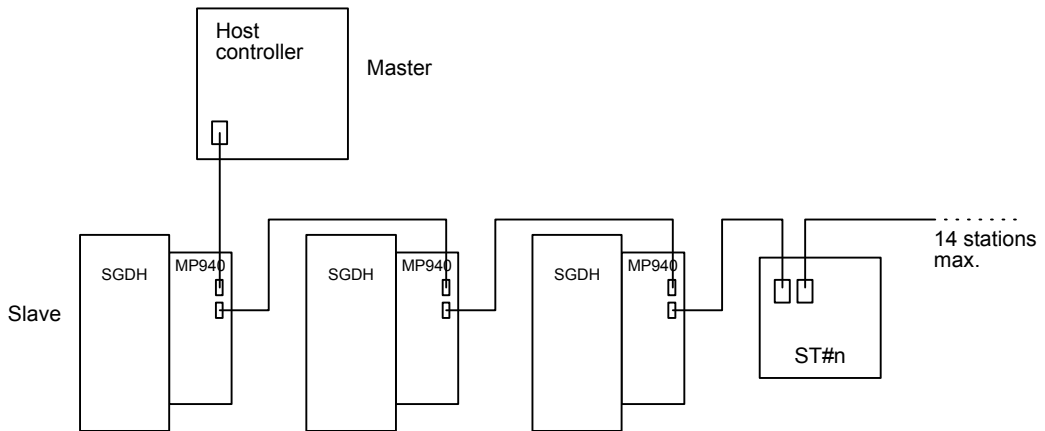 Host
controller
Master
SGDH
MP940
SGDH
MP940
SGDH
MP940
14 stations
max.
Slave
ST#n